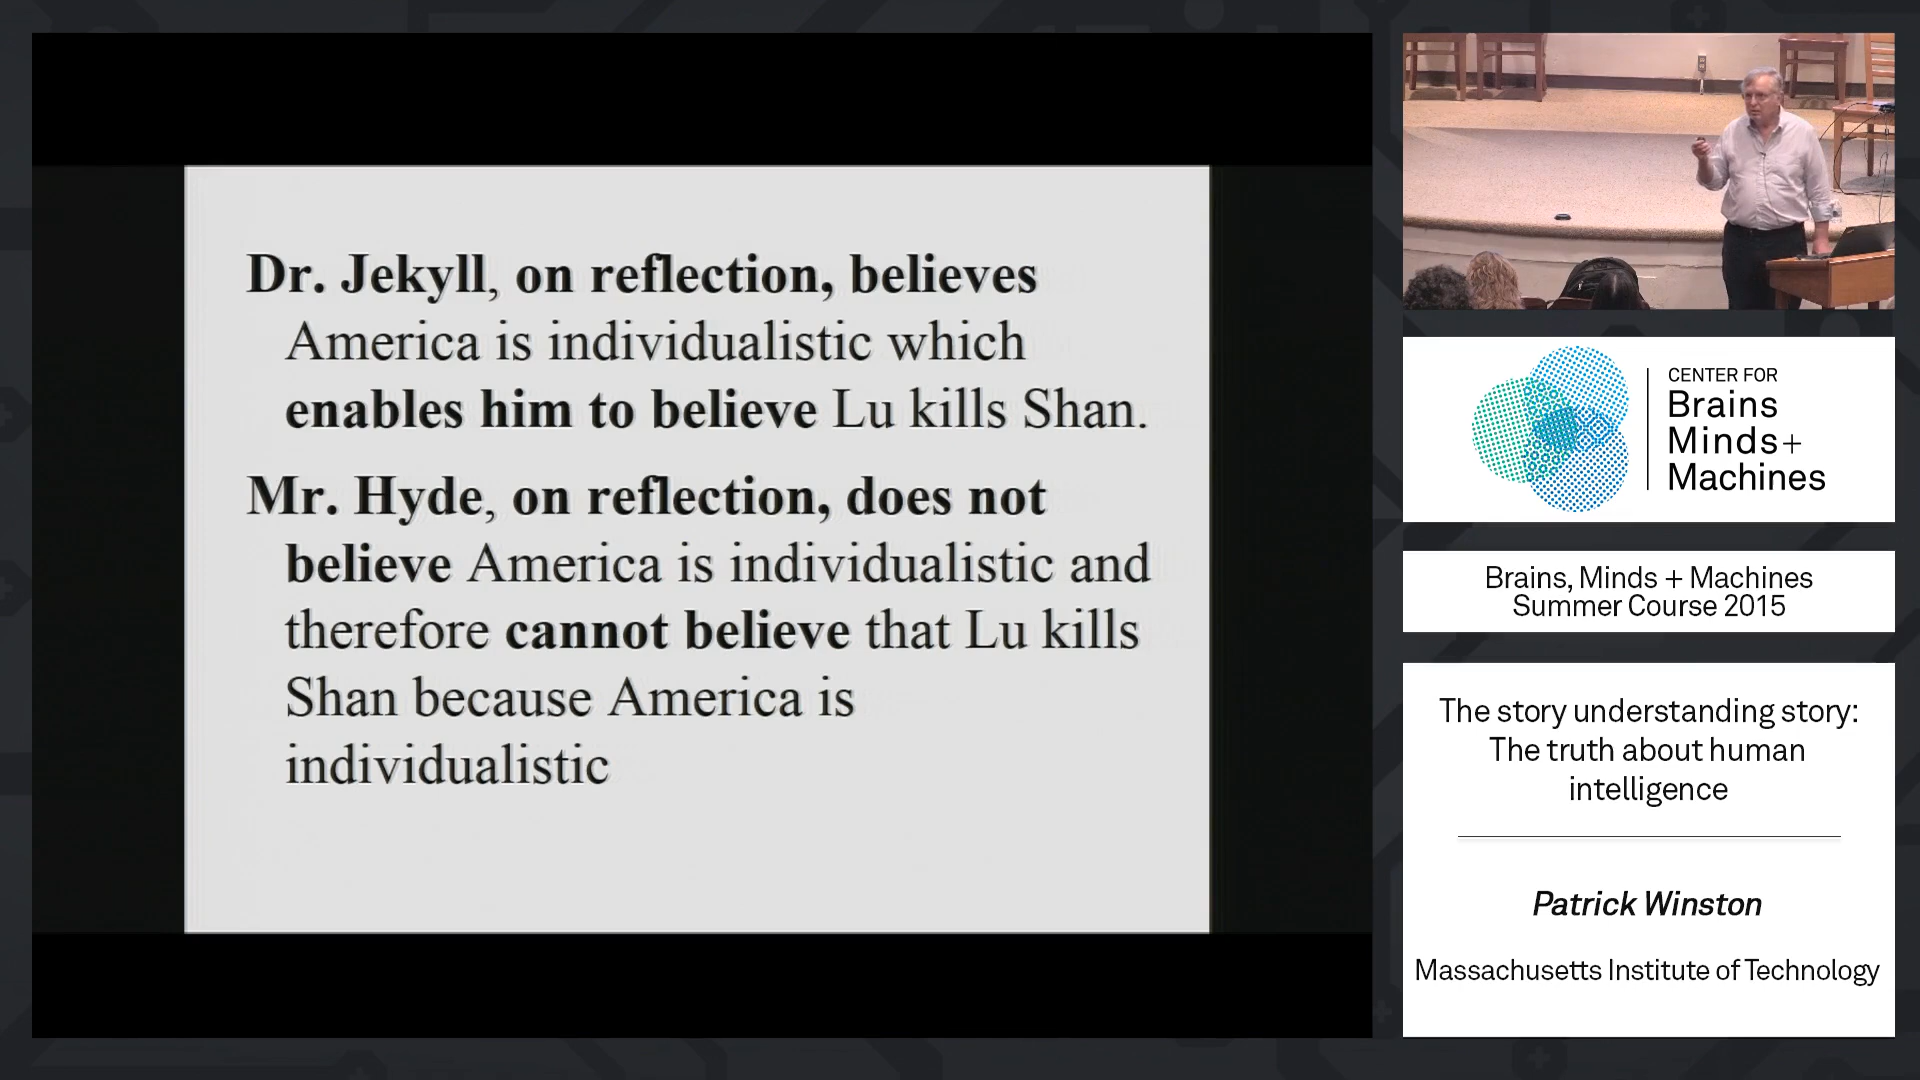 Dr. Jekyll, on reflection, believes
America is individualistic which
enables him to believe Lu kills Shan.
Mr. Hyde, on reflection, does not
believe America is individualistic and
therefore cannot believe that Lu kills
Shan because America is
individualistic
CENTER FOR
Brains
Minds+
Machines
Brains, Minds + Machines
Summer Course 2015
The story understanding story:
The truth about human
intelligence
Patrick Winston
Massachusetts Institute of Technology